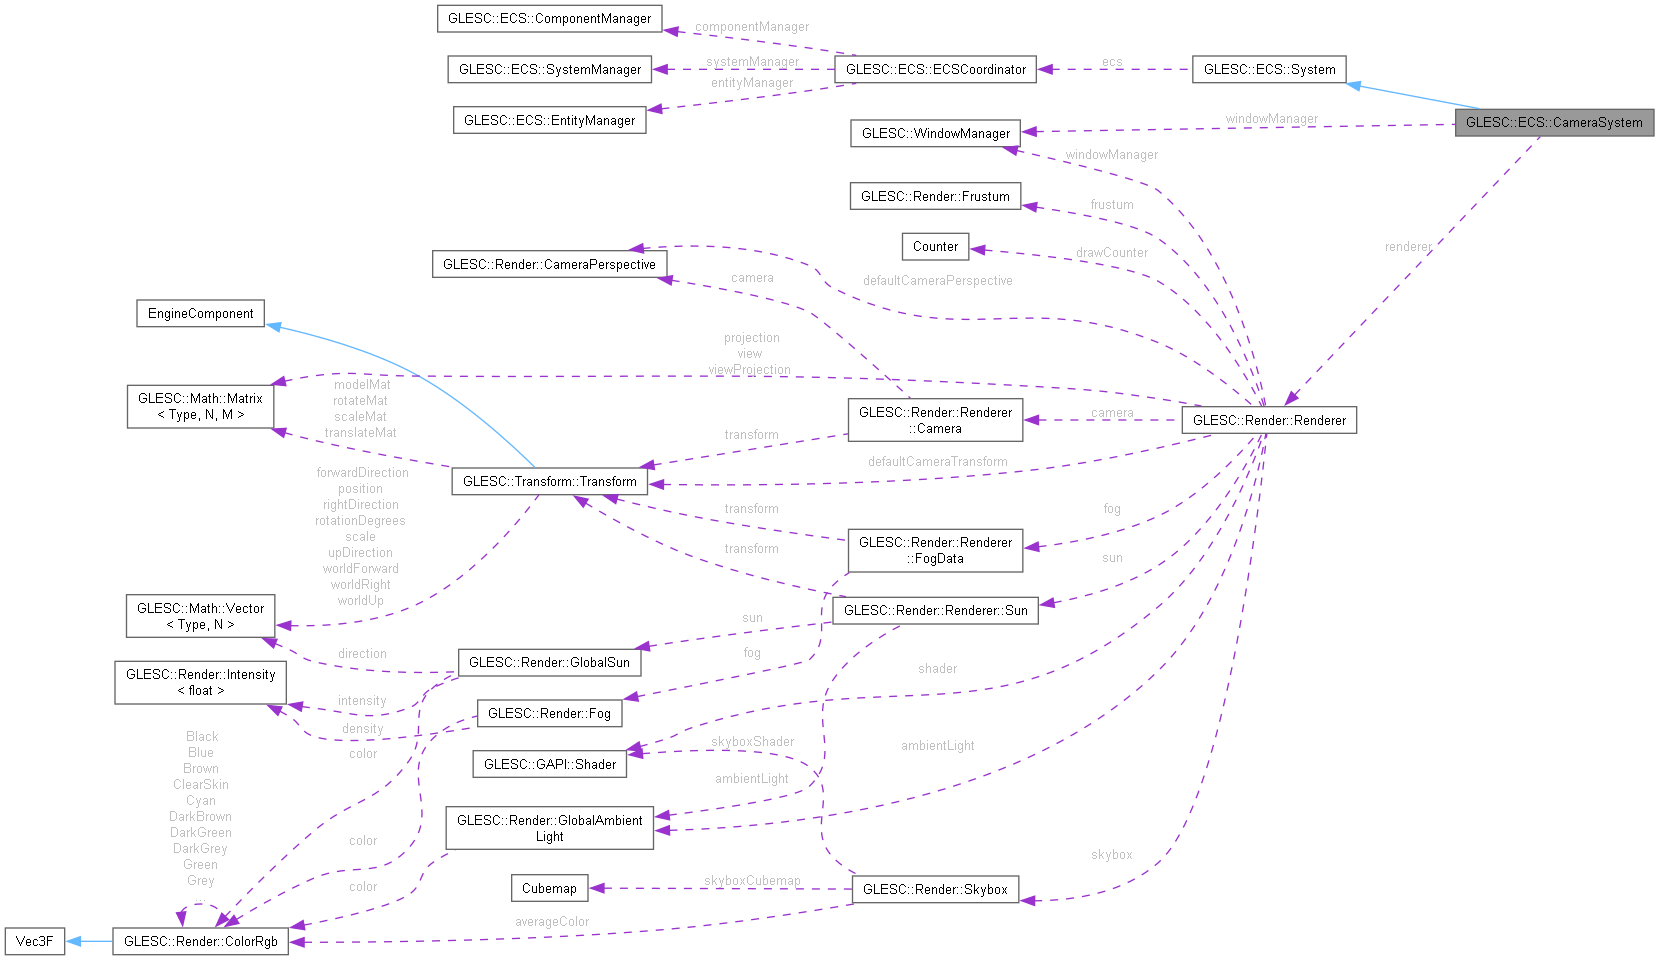 GLESC::ECS::ComponentManager
componentManager
GLESC::ECS::SystemManager
systemManager
GLESC::ECS::ECSCoordinator
ecs
GLESC::ECS::System
entityManager
GLESC::ECS::EntityManager
GLESC::WindowManager
windowManager
GLESC::ECS::CameraSystem
windowManager
GLESC::Render::Frustum
frustum
Counter
drawCounter
renderer
GLESC::Render::CameraPerspective
camera
defaultCameraPerspective
EngineComponent
projection
view
viewProjection
GLESC::Math::Matrix
< Type, N, M >
modelMat
rotateMat
scaleMat
translateMat
GLESC::Render::Renderer
::Camera
camera
GLESC::Render::Renderer
transform
defaultCameraTransform
GLESC::Transform::Transform
forwardDirection
position
rightDirection
rotationDegrees
scale
upDirection
worldForward
worldRight
worldUp
transform
fog
GLESC::Render::Renderer
::FogData
transform
sun
GLESC::Math::Vector
< Type, N >
GLESC::Render::Renderer::Sun
sun
direction
GLESC::Render::GlobalSun
fog
GLESC::Render::Intensity
< float >
shader
intensity
GLESC::Render::Fog
density
color
skyboxShader
GLESC::GAPI::Shader
ambientLight
ambientLight
Black
Blue
Brown
ClearSkin
Cyan
DarkBrown
DarkGreen
DarkGrey
Green
Grey
...
GLESC::Render::GlobalAmbient
Light
color
color
skybox
Cubemap
skyboxCubemap
GLESC::Render::Skybox
averageColor
Vec3F
GLESC::Render::ColorRgb